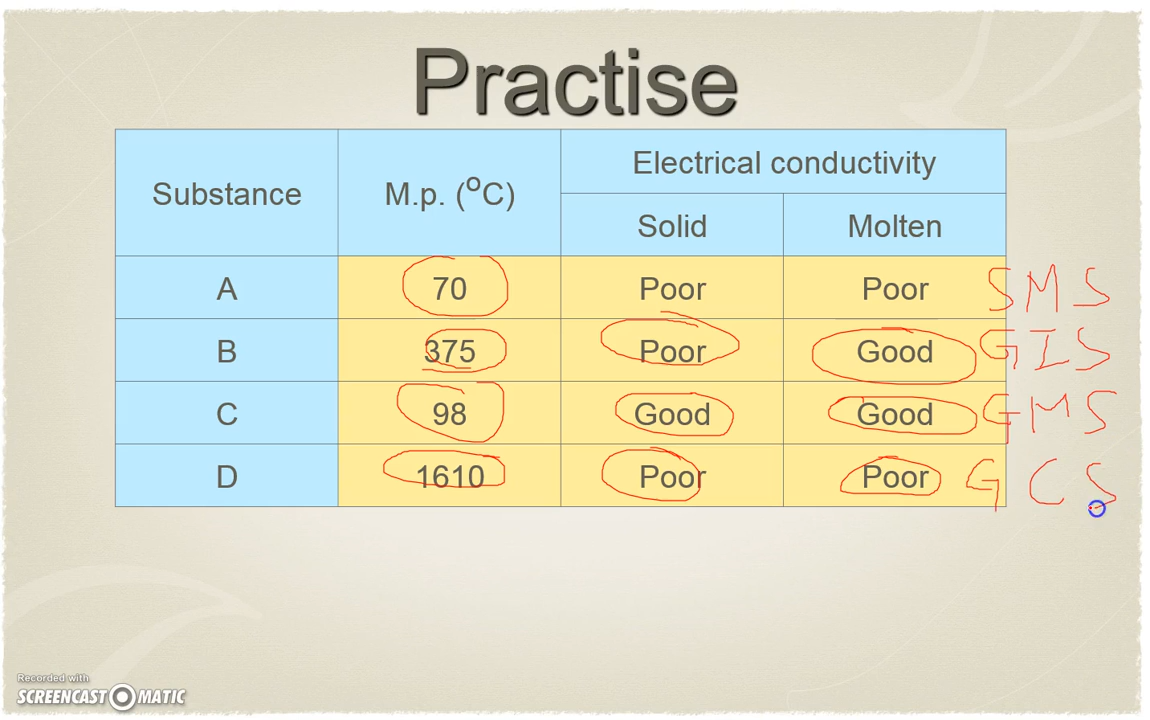 Practise
Substance M.p. (°C) Electrical conductivity
Solid Molten
A 70 Poor Poor SMS
B 375 Poor Good GIS
C 98 Good Good GMS
D 1610 Poor Poor GCS
Recorded with
SCREENCAST MATIC